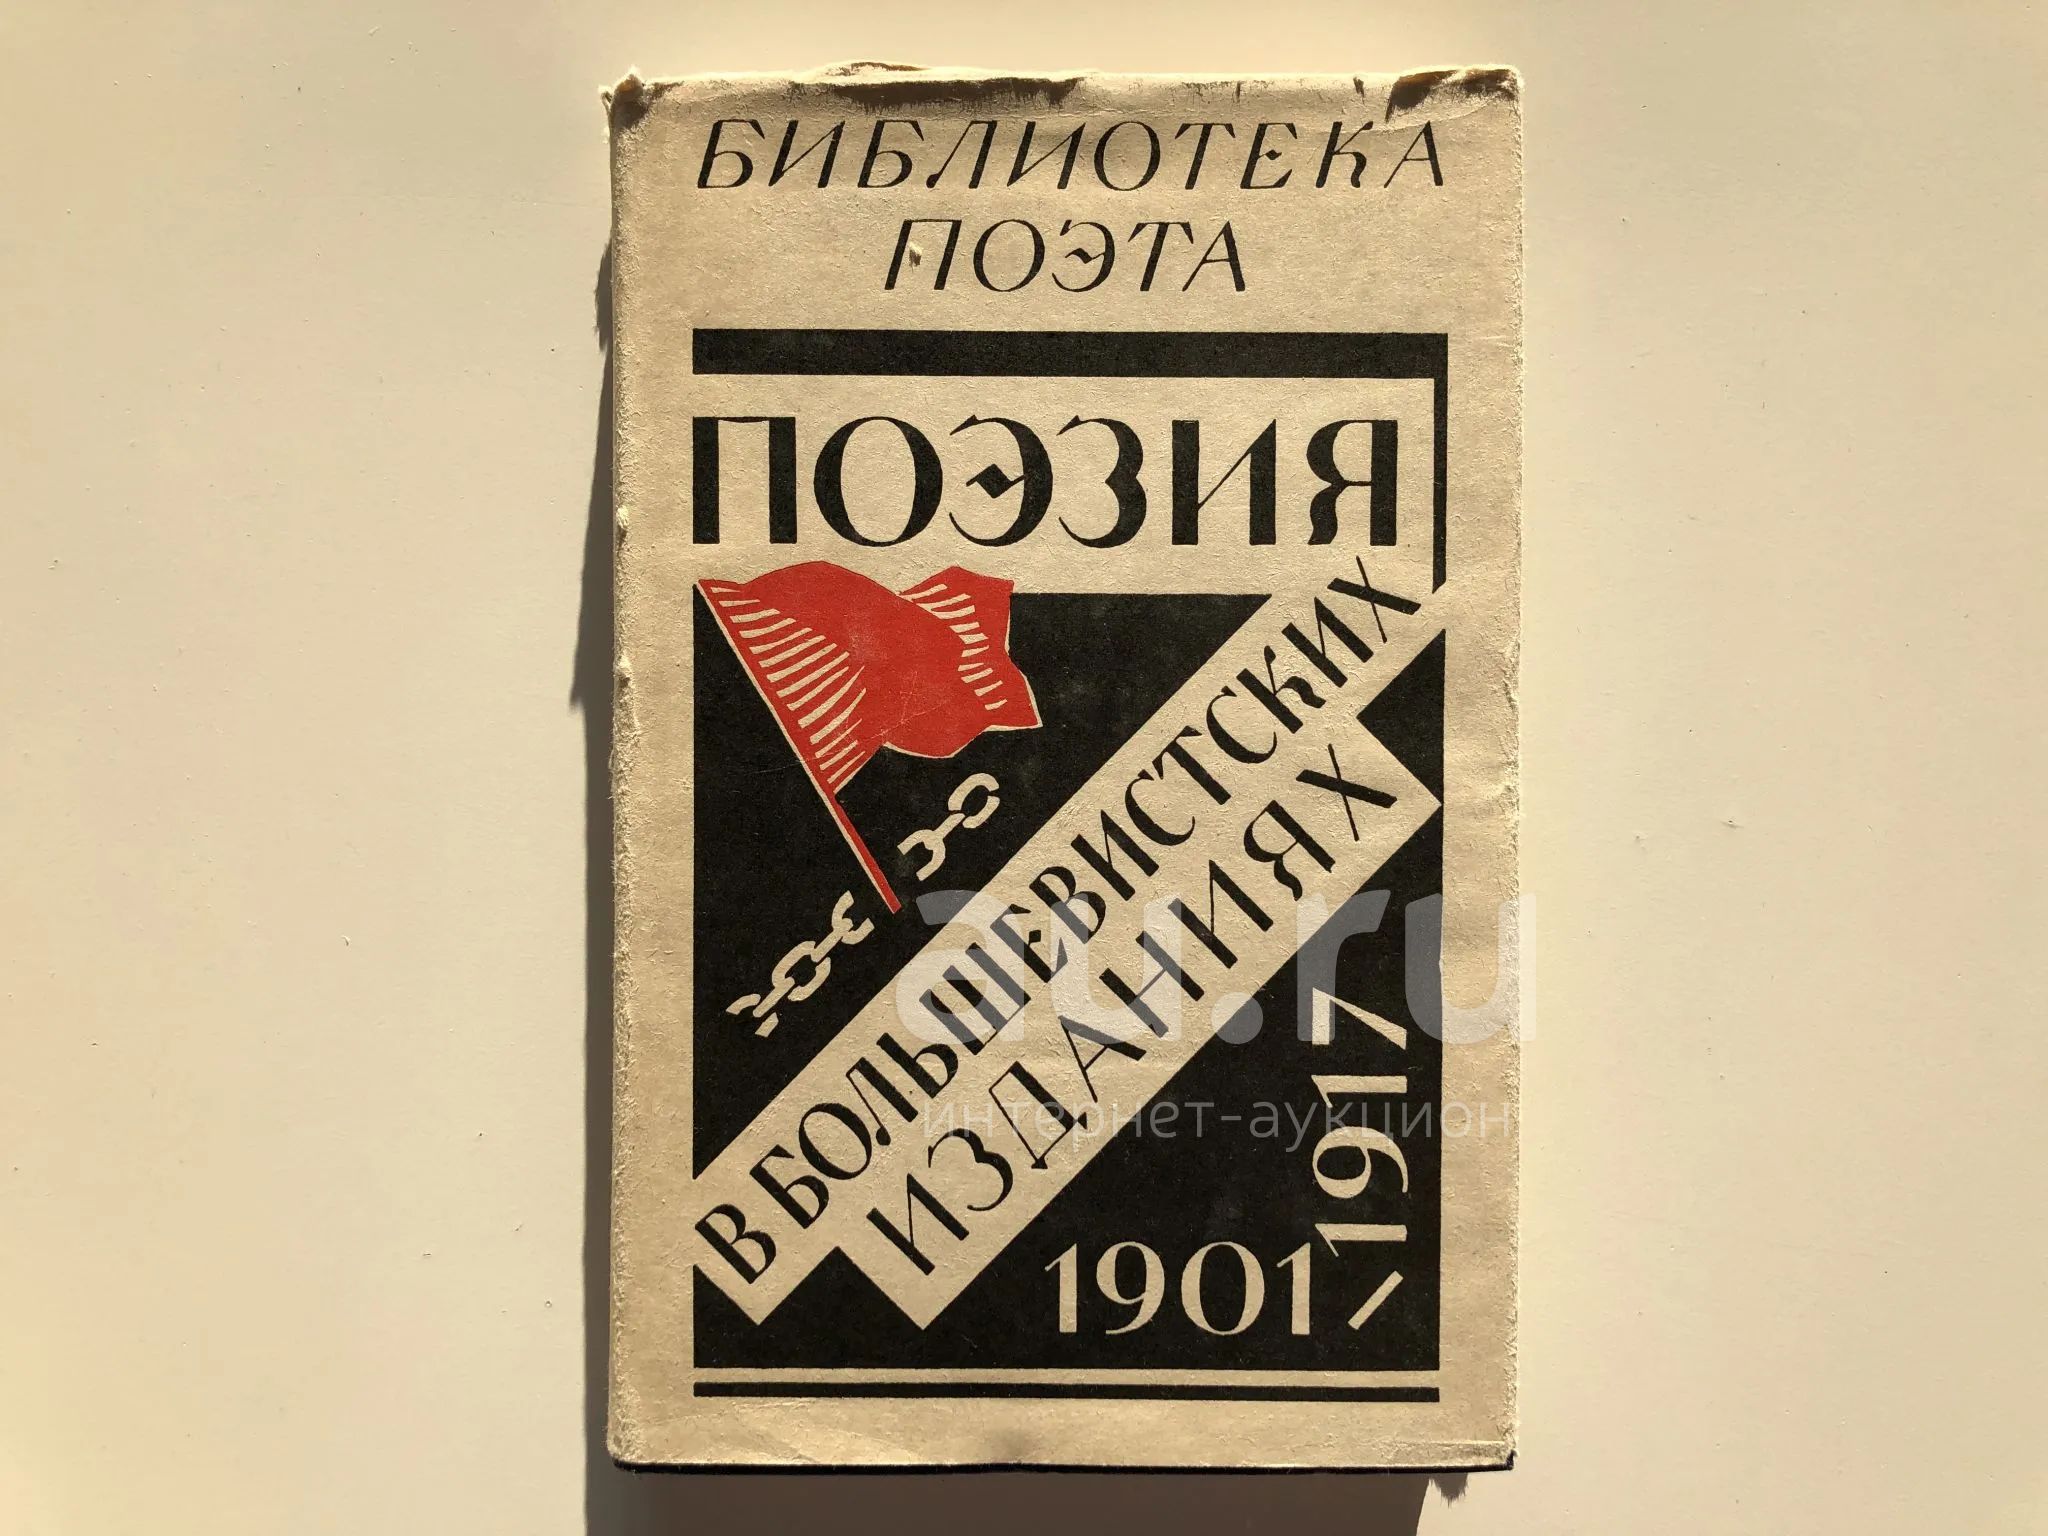 БИБЛИОТЕКА
ПОЭТА
ПОЭЗИЯ
В БОЛЬШЕВИСТСКИХ
ИЗДАНИЯХ
1901–1917
au.ru
интернет-аукцион